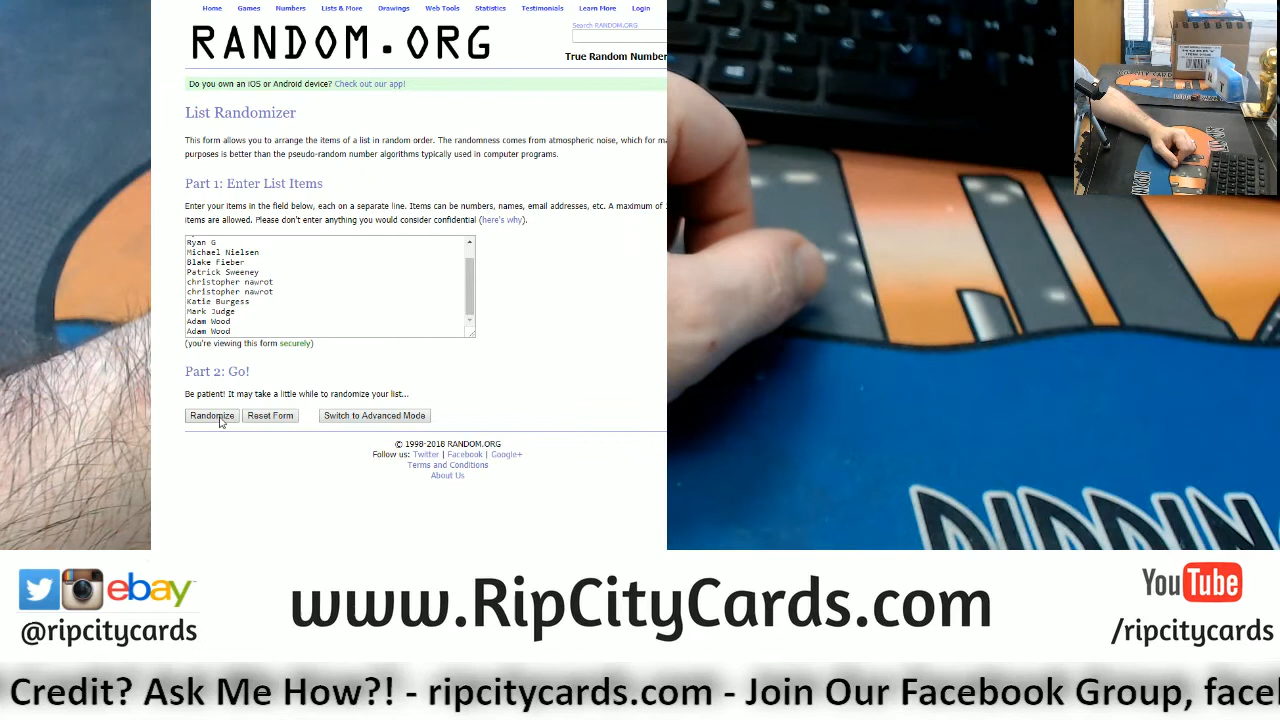 Home Games Numbers Lists & More Drawings Web Tools Statistics Testimonials Learn More Login
Search RANDOM.ORG
RANDOM.ORG
True Random Number
Do you own an iOS or Android device? Check out our app!
List Randomizer
This form allows you to arrange the items of a list in random order. The randomness comes from atmospheric noise, which for ma
purposes is better than the pseudo-random number algorithms typically used in computer programs.
Part 1: Enter List Items
Enter your items in the field below, each on a separate line. Items can be numbers, names, email addresses, etc. A maximum of
items are allowed. Please don't enter anything you would consider confidential (here's why).
Ryan G
Michael Nielsen
Blake Fieber
Patrick Sweeney
christopher nawrot
christopher nawrot
Katie Burgess
Mark Judge
Adam Wood
Adam Wood
(you're viewing this form securely)
Part 2: Go!
Be patient! It may take a little while to randomize your list...
Randomize Reset Form Switch to Advanced Mode
© 1998-2018 RANDOM.ORG
Follow us: Twitter | Facebook | Google+
Terms and Conditions
About Us
ebay
@ripcitycards
www.RipCityCards.com
YouTube
/ripcitycards
Credit? Ask Me How?! - ripcitycards.com - Join Our Facebook Group, face